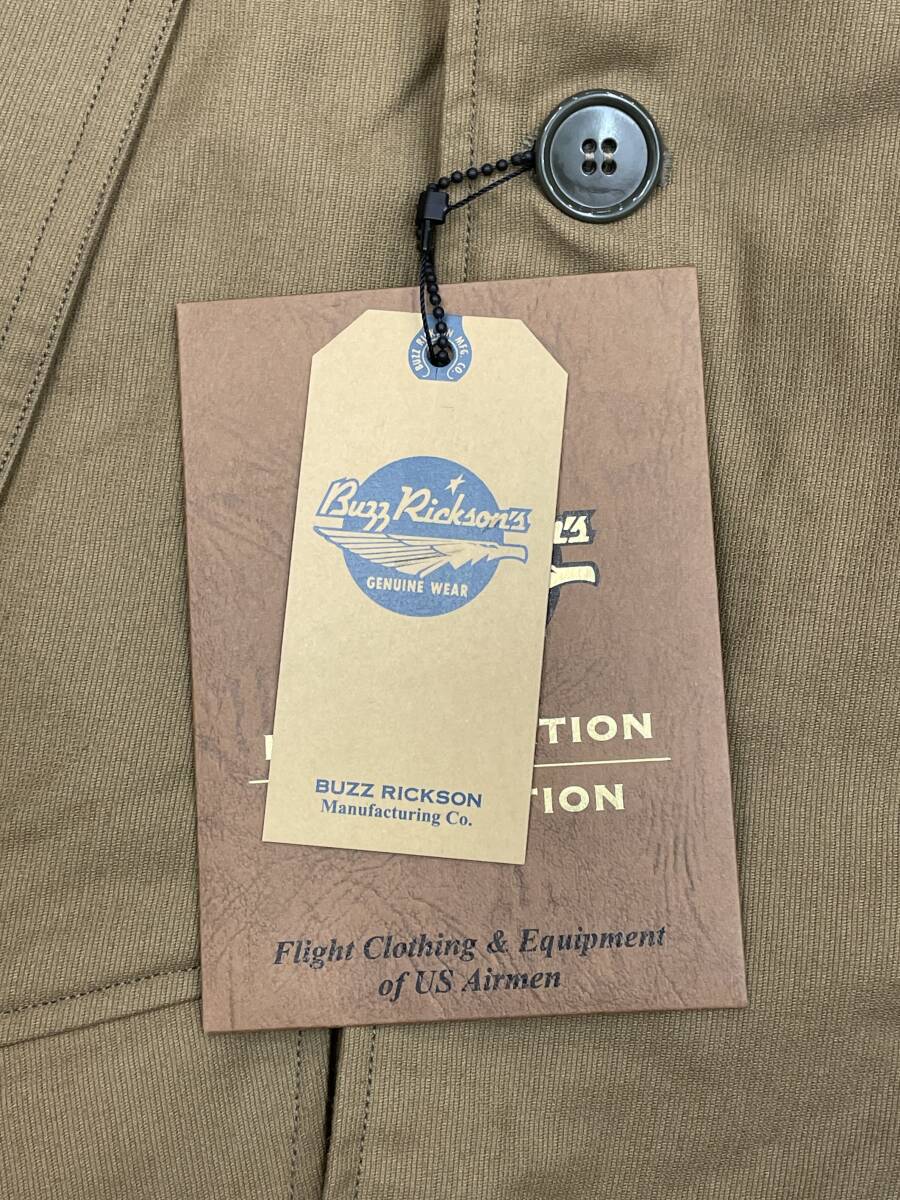 BUZZ RICKSON MFG. CO.
Buzz Rickson's
GENUINE WEAR
BUZZ RICKSON
Manufacturing Co.
n's
TION
TION
Flight Clothing & Equipment
of US Airmen